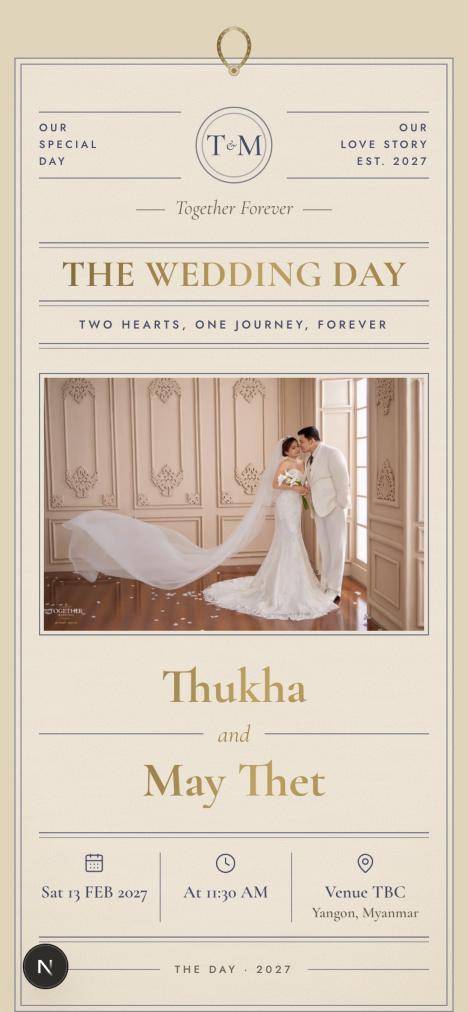 OUR
SPECIAL
DAY
T&M
OUR
LOVE STORY
EST. 2027
Together Forever
THE WEDDING DAY
TWO HEARTS, ONE JOURNEY, FOREVER
TOGETHER
Thukha
and
May Thet
Sat 13 FEB 2027
At 11:30 AM
Venue TBC
Yangon, Myanmar
N
THE DAY · 2027